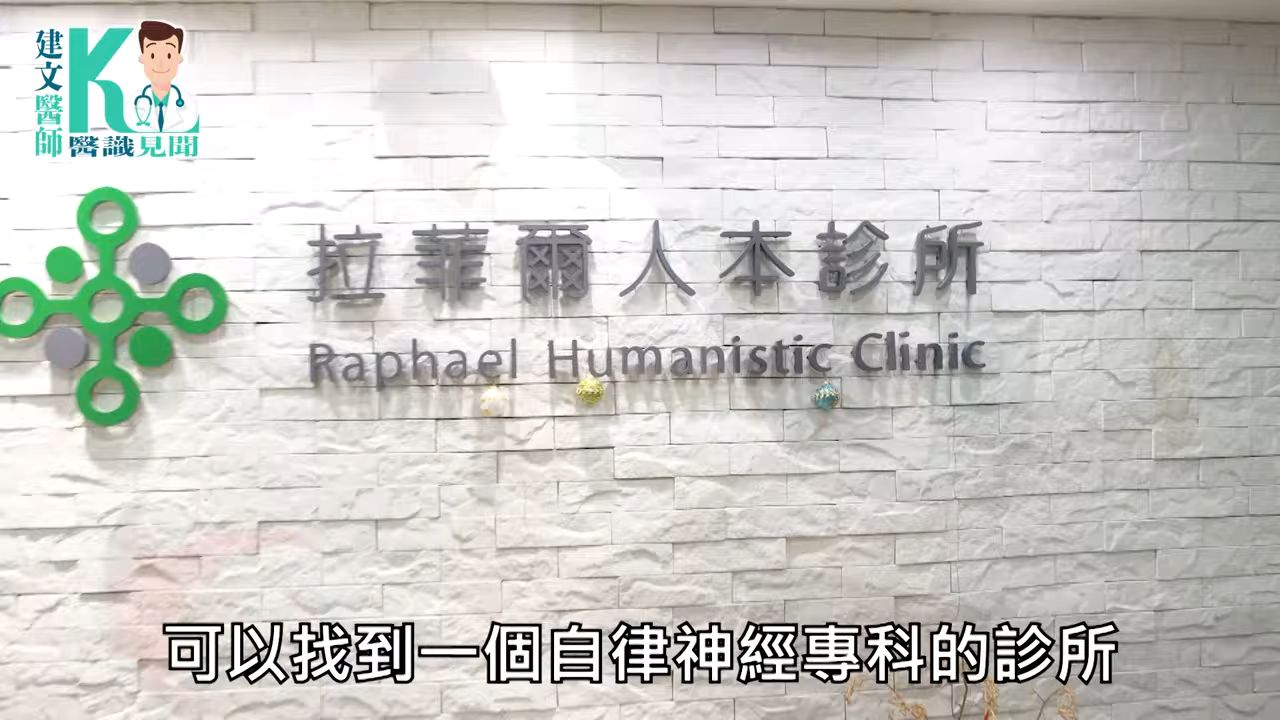 建文醫師
K
醫識見聞
拉菲爾人本診所
Raphael Humanistic Clinic
可以找到一個自律神經專科的診所